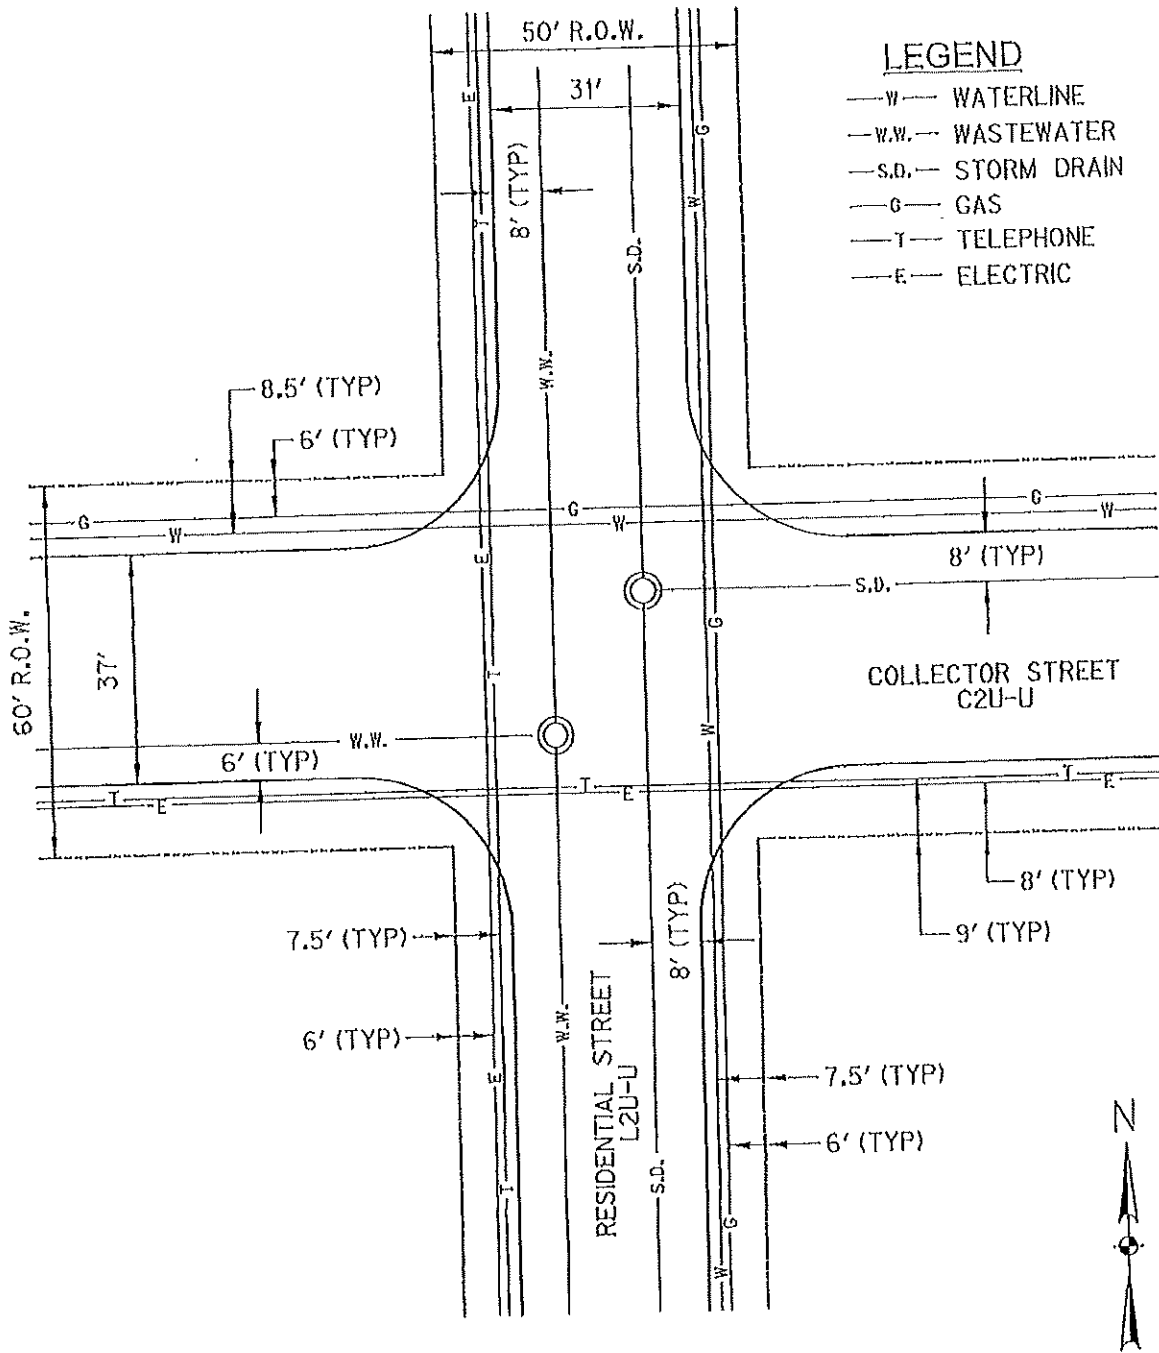 50' R.O.W.
31'
8' (TYP)
E
T
W.W.
S.D.
W
G
LEGEND
W WATERLINE
W.W. WASTEWATER
S.D. STORM DRAIN
G GAS
T TELEPHONE
E ELECTRIC
8.5' (TYP)
6' (TYP)
G
W
G
W
G
W
E
8' (TYP)
S.D.
G
60' R.O.W.
37'
T
COLLECTOR STREET
C2U-U
W
W.W.
6' (TYP)
T
E
T
E
T
E
8' (TYP)
9' (TYP)
7.5' (TYP)
8' (TYP)
6' (TYP)
W.W.
RESIDENTIAL STREET
L2U-U
E
T
S.D.
7.5' (TYP)
6' (TYP)
G
W
N